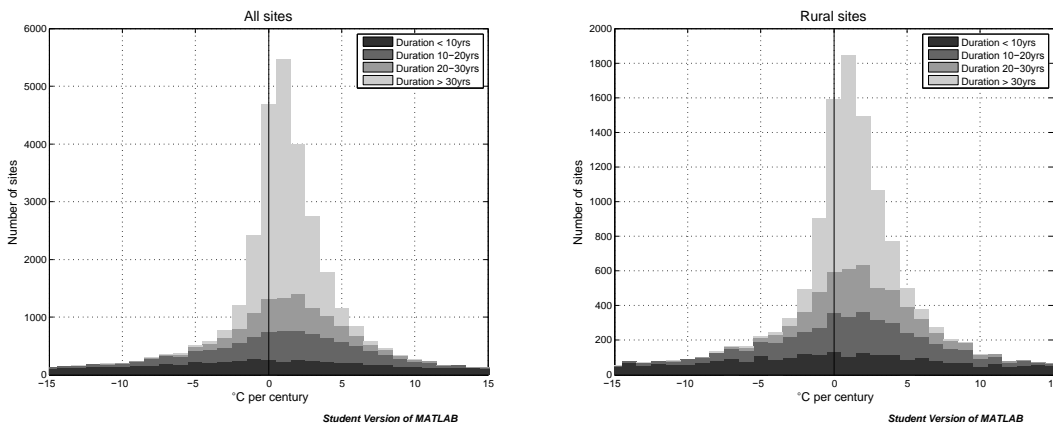 All sites
6000
5000
4000
3000
2000
1000
0
Number of sites
Duration < 10yrs
Duration 10−20yrs
Duration 20−30yrs
Duration > 30yrs
−15 −10 −5 0 5 10 15
°C per century
Student Version of MATLAB
Rural sites
2000
1800
1600
1400
1200
1000
800
600
400
200
0
Number of sites
Duration < 10yrs
Duration 10−20yrs
Duration 20−30yrs
Duration > 30yrs
−15 −10 −5 0 5 10 15
°C per century
Student Version of MATLAB